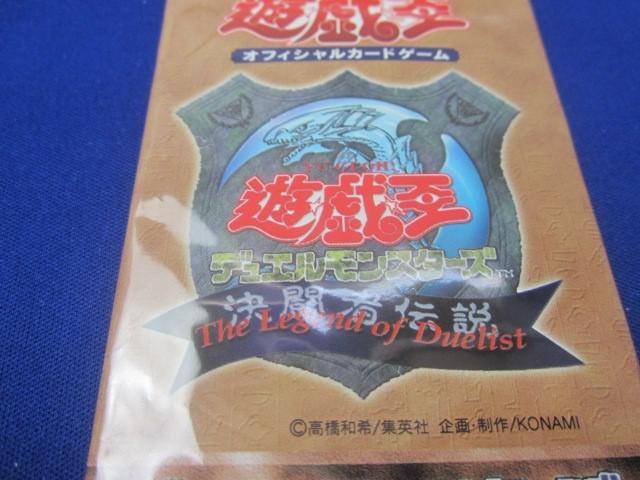 遊戯王
オフィシャルカードゲーム
YU-GI-OH!
遊戯王
デュエルモンスターズ
決闘者伝説
The Legend of Duelist
©高橋和希/集英社 企画・制作/KONAMI